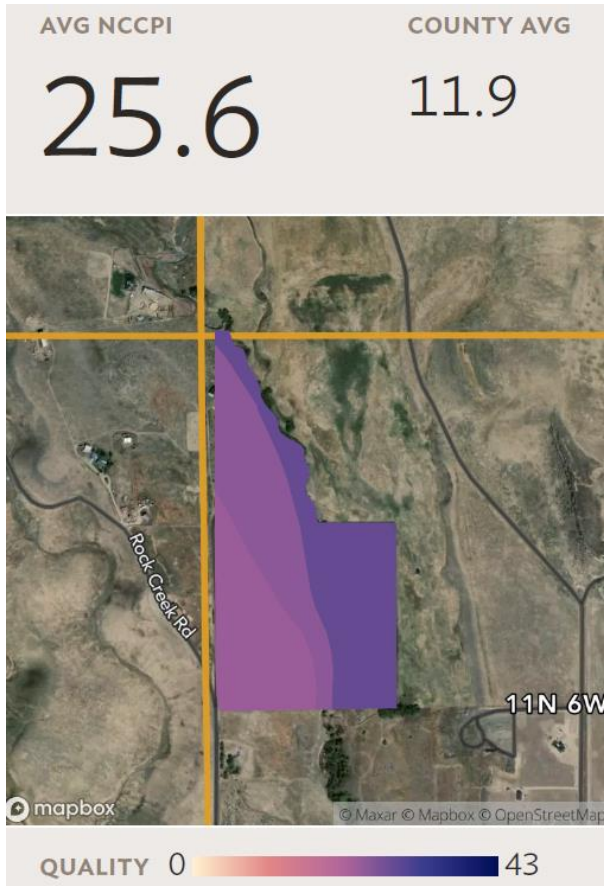 AVG NCCPI
COUNTY AVG
25.6
11.9
Rock Creek Rd
11N 6W
mapbox
© Maxar © Mapbox © OpenStreetMap
QUALITY 0
43